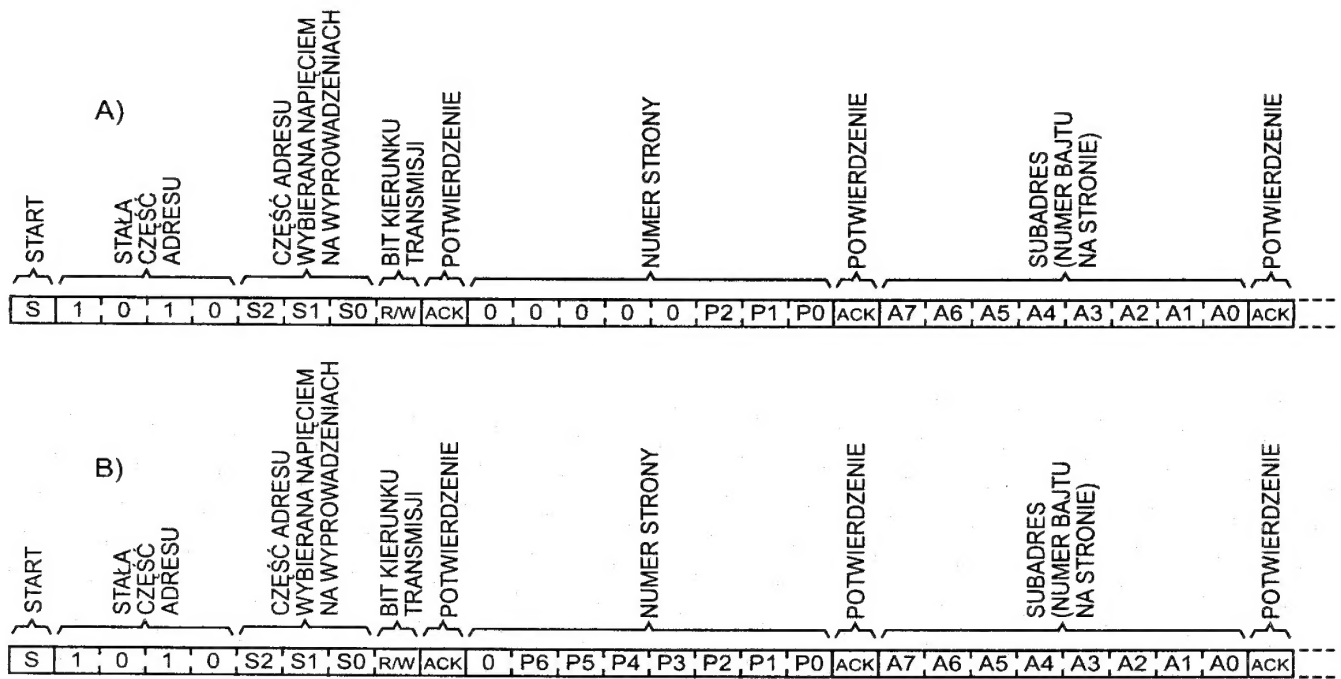 A)
START
STAŁA
CZĘŚĆ
ADRESU
CZĘŚĆ ADRESU
WYBIERANA NAPIĘCIEM
NA WYPROWADZENIACH
BIT KIERUNKU
TRANSMISJI
POTWIERDZENIE
NUMER STRONY
POTWIERDZENIE
SUBADRES
(NUMER BAJTU
NA STRONIE)
POTWIERDZENIE
S 1 0 1 0 S2 S1 S0 R/W ACK 0 0 0 0 0 P2 P1 P0 ACK A7 A6 A5 A4 A3 A2 A1 A0 ACK
B)
START
STAŁA
CZĘŚĆ
ADRESU
CZĘŚĆ ADRESU
WYBIERANA NAPIĘCIEM
NA WYPROWADZENIACH
BIT KIERUNKU
TRANSMISJI
POTWIERDZENIE
NUMER STRONY
POTWIERDZENIE
SUBADRES
(NUMER BAJTU
NA STRONIE)
POTWIERDZENIE
S 1 0 1 0 S2 S1 S0 R/W ACK 0 P6 P5 P4 P3 P2 P1 P0 ACK A7 A6 A5 A4 A3 A2 A1 A0 ACK